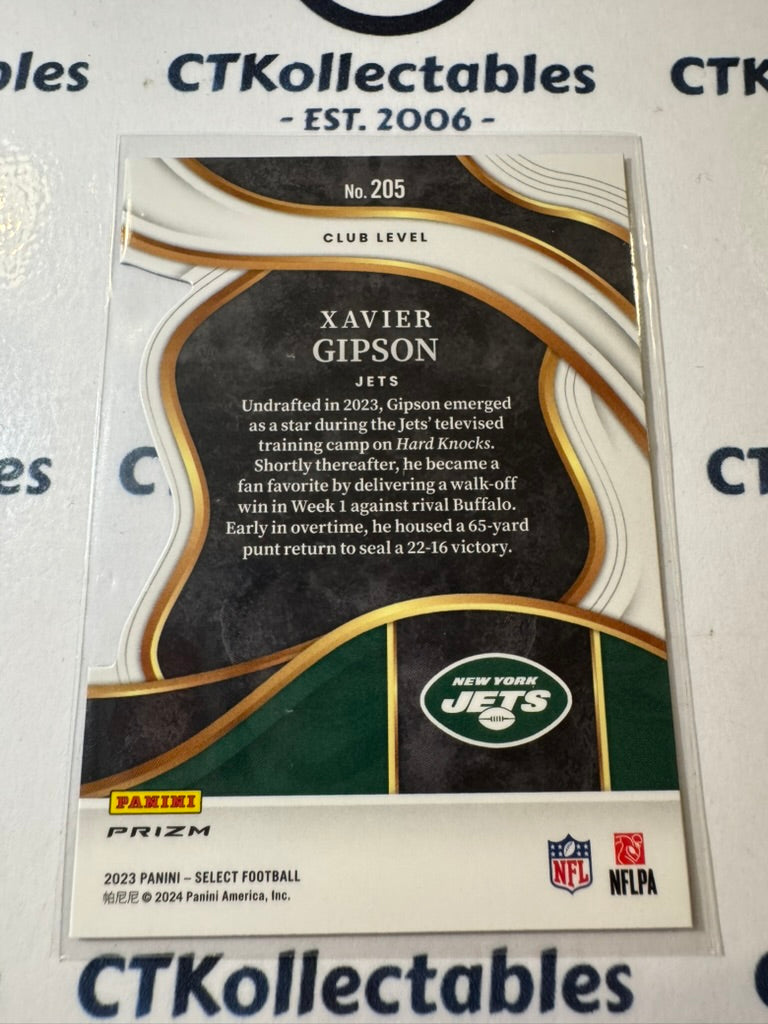 bles CTKollectables CTK
- EST. 2006 -
No. 205
CLUB LEVEL
XAVIER
GIPSON
JETS
Undrafted in 2023, Gipson emerged
as a star during the Jets' televised
training camp on Hard Knocks.
Shortly thereafter, he became a
fan favorite by delivering a walk-off
win in Week 1 against rival Buffalo.
Early in overtime, he housed a 65-yard
punt return to seal a 22-16 victory.
es C CT
NEW YORK
JETS
PANINI
PRIZM
2023 PANINI – SELECT FOOTBALL
帕尼尼 © 2024 Panini America, Inc.
NFL
NFLPA
CTKollectables